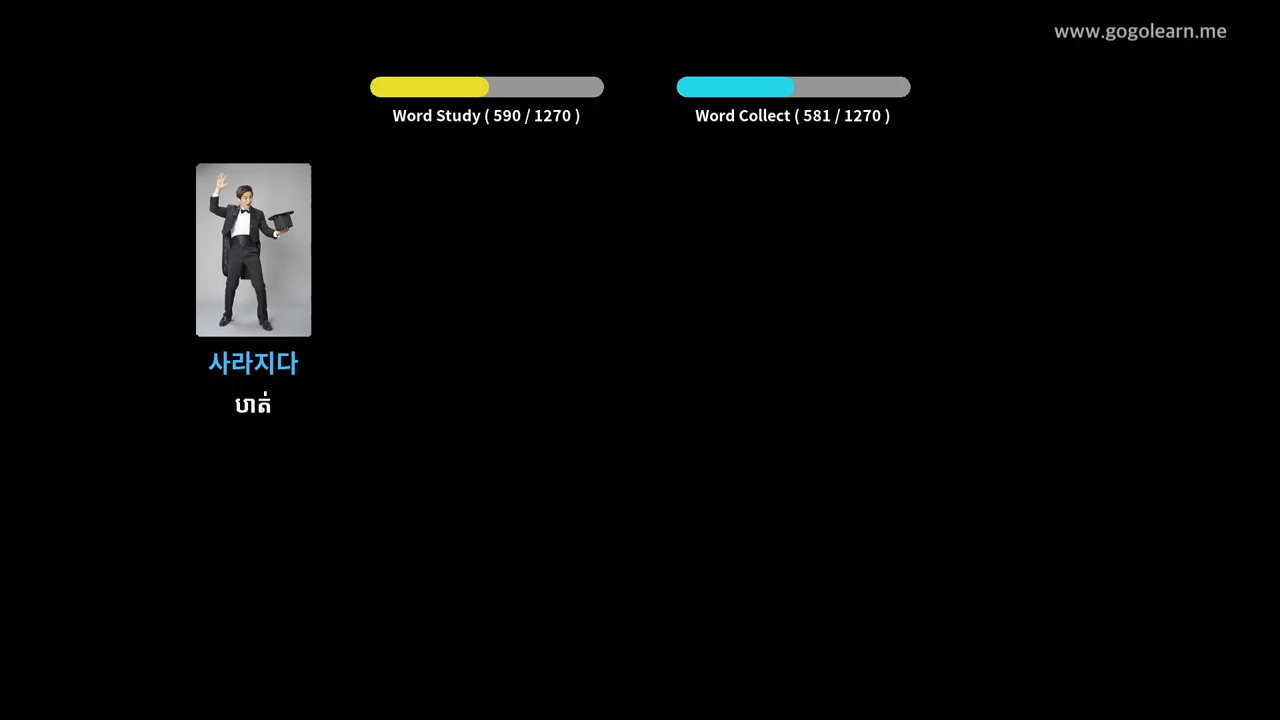 www.gogolearn.me
Word Study ( 590 / 1270 )
Word Collect ( 581 / 1270 )
사라지다
បាត់